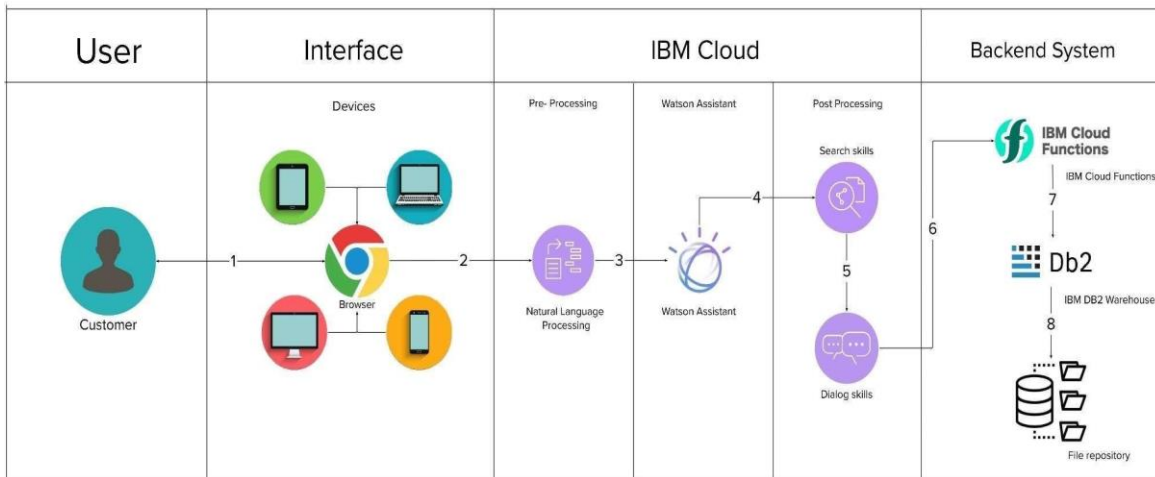 User
Interface
IBM Cloud
Backend System
Devices
Pre- Processing
Watson Assistant
Post Processing
Search skills
IBM Cloud
Functions
IBM Cloud Functions
1
2
3
4
5
6
7
8
Browser
Customer
Natural Language
Processing
Watson Assistant
Dialog skills
Db2
IBM DB2 Warehouse
File repository